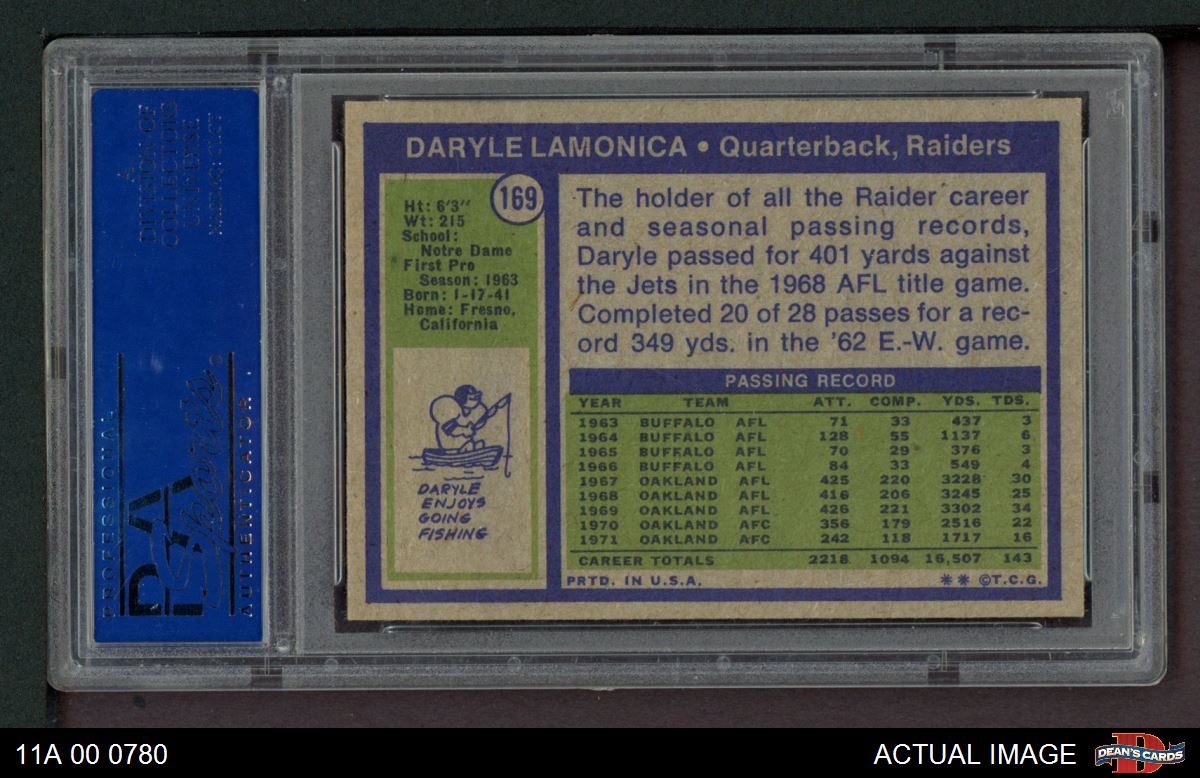 A
DIVISION OF
COLLECTORS
UNIVERSE
NASDAQ: CLCT
PROFESSIONAL
PSA
AUTHENTICATOR
DARYLE LAMONICA • Quarterback, Raiders
169
Ht: 6'3"
Wt: 215
School:
Notre Dame
First Pro
Season: 1963
Born: 1-17-41
Home: Fresno,
California
DARYLE
ENJOYS
GOING
FISHING
The holder of all the Raider career
and seasonal passing records,
Daryle passed for 401 yards against
the Jets in the 1968 AFL title game.
Completed 20 of 28 passes for a rec-
ord 349 yds. in the '62 E.-W. game.
PASSING RECORD
YEAR TEAM ATT. COMP. YDS. TDS.
1963 BUFFALO AFL 71 33 437 3
1964 BUFFALO AFL 128 55 1137 6
1965 BUFFALO AFL 70 29 376 3
1966 BUFFALO AFL 84 33 549 4
1967 OAKLAND AFL 425 220 3228 30
1968 OAKLAND AFL 416 206 3245 25
1969 OAKLAND AFL 426 221 3302 34
1970 OAKLAND AFC 356 179 2516 22
1971 OAKLAND AFC 242 118 1717 16
CAREER TOTALS 2218 1094 16,507 143
PRTD. IN U.S.A. ** ©T.C.G.
11A 00 0780
ACTUAL IMAGE
DEAN'S CARDS